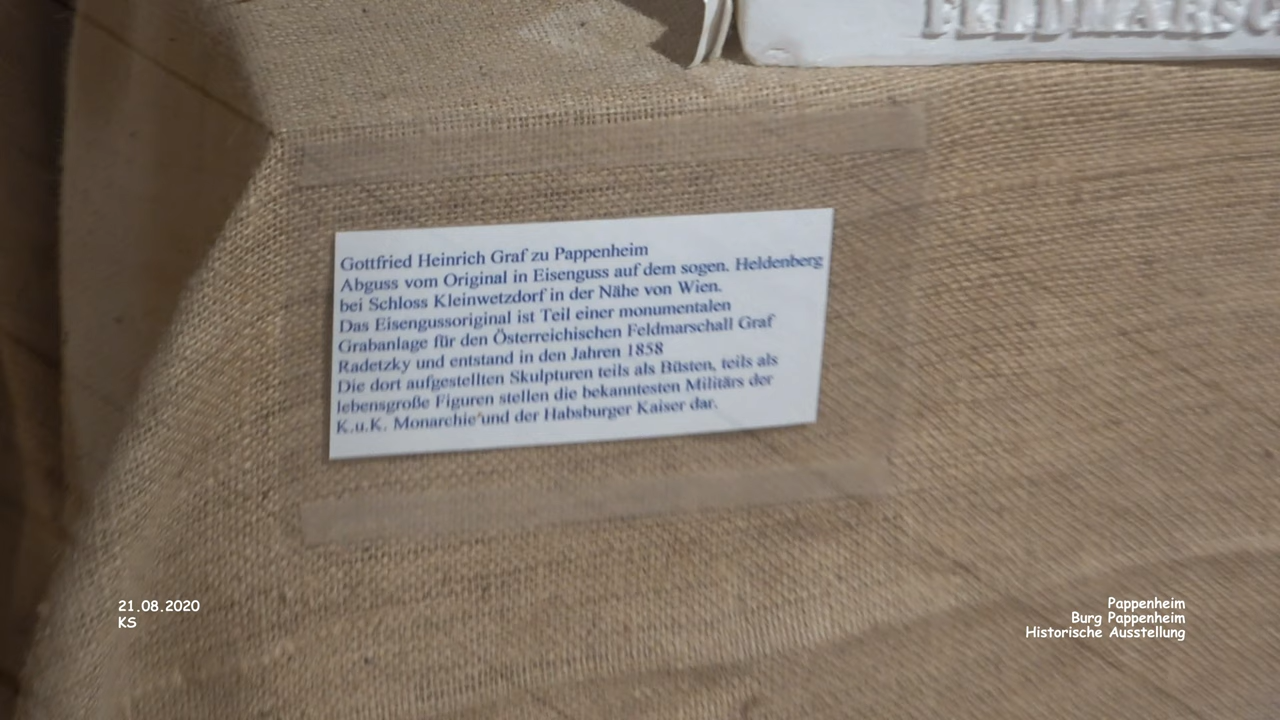 FELDMARSC
Gottfried Heinrich Graf zu Pappenheim
Abguss vom Original in Eisenguss auf dem sogen. Heldenberg
bei Schloss Kleinwetzdorf in der Nähe von Wien.
Das Eisengussoriginal ist Teil einer monumentalen
Grabanlage für den Österreichischen Feldmarschall Graf
Radetzky und entstand in den Jahren 1858
Die dort aufgestellten Skulpturen teils als Büsten, teils als
lebensgroße Figuren stellen die bekanntesten Militärs der
K.u.K. Monarchie und der Habsburger Kaiser dar.
21.08.2020
KS
Pappenheim
Burg Pappenheim
Historische Ausstellung